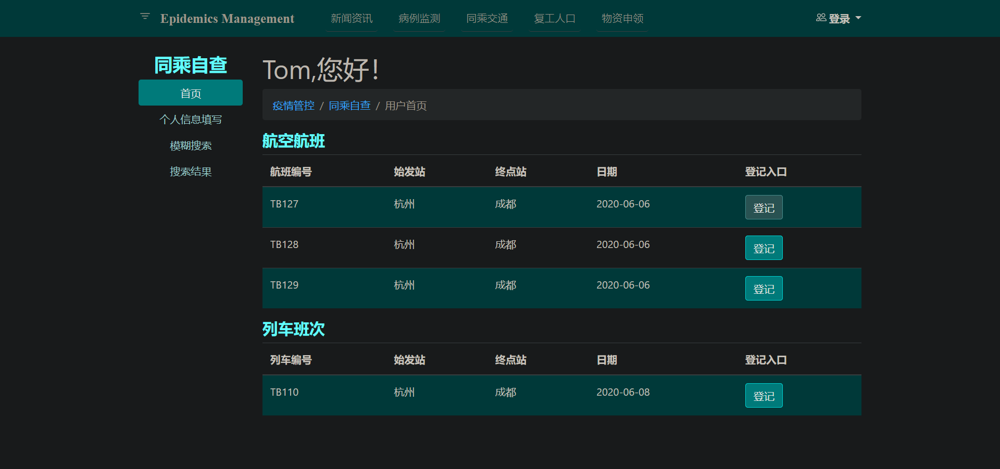 Epidemics Management 新闻资讯 病例监测 同乘交通 复工人口 物资申领 登录
同乘自查
首页
个人信息填写
模糊搜索
搜索结果
Tom,您好!
疫情管控 / 同乘自查 / 用户首页
航空航班
航班编号 始发站 终点站 日期 登记入口
TB127 杭州 成都 2020-06-06 登记
TB128 杭州 成都 2020-06-06 登记
TB129 杭州 成都 2020-06-06 登记
列车班次
列车编号 始发站 终点站 日期 登记入口
TB110 杭州 成都 2020-06-08 登记